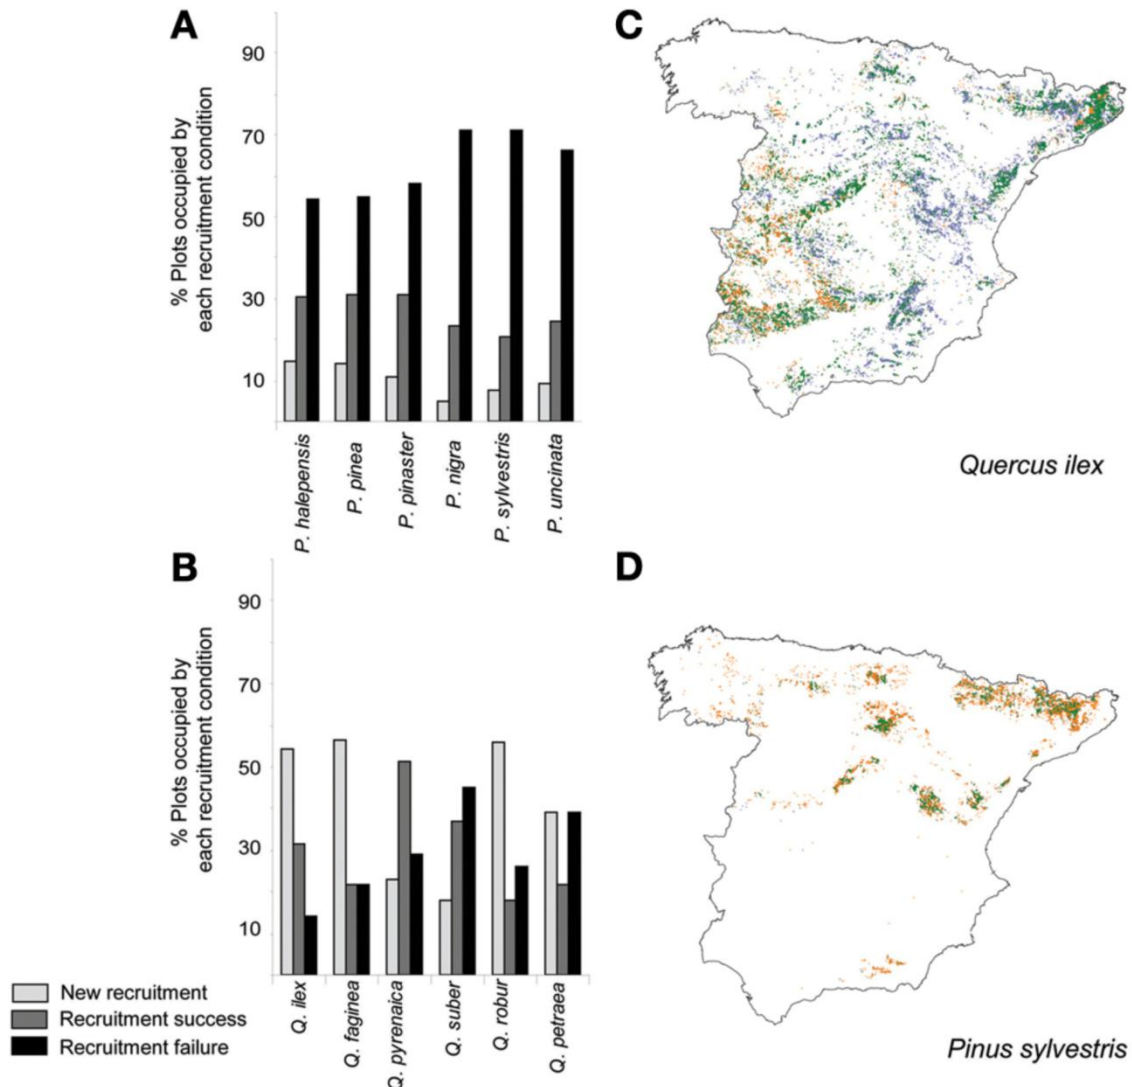 A
% Plots occupied by
each recruitment condition
90
70
50
30
10
P. halepensis
P. pinea
P. pinaster
P. nigra
P. sylvestris
P. uncinata
B
% Plots occupied by
each recruitment condition
90
70
50
30
10
Q. ilex
Q. faginea
Q. pyrenaica
Q. suber
Q. robur
Q. petraea
New recruitment
Recruitment success
Recruitment failure
C
Quercus ilex
D
Pinus sylvestris